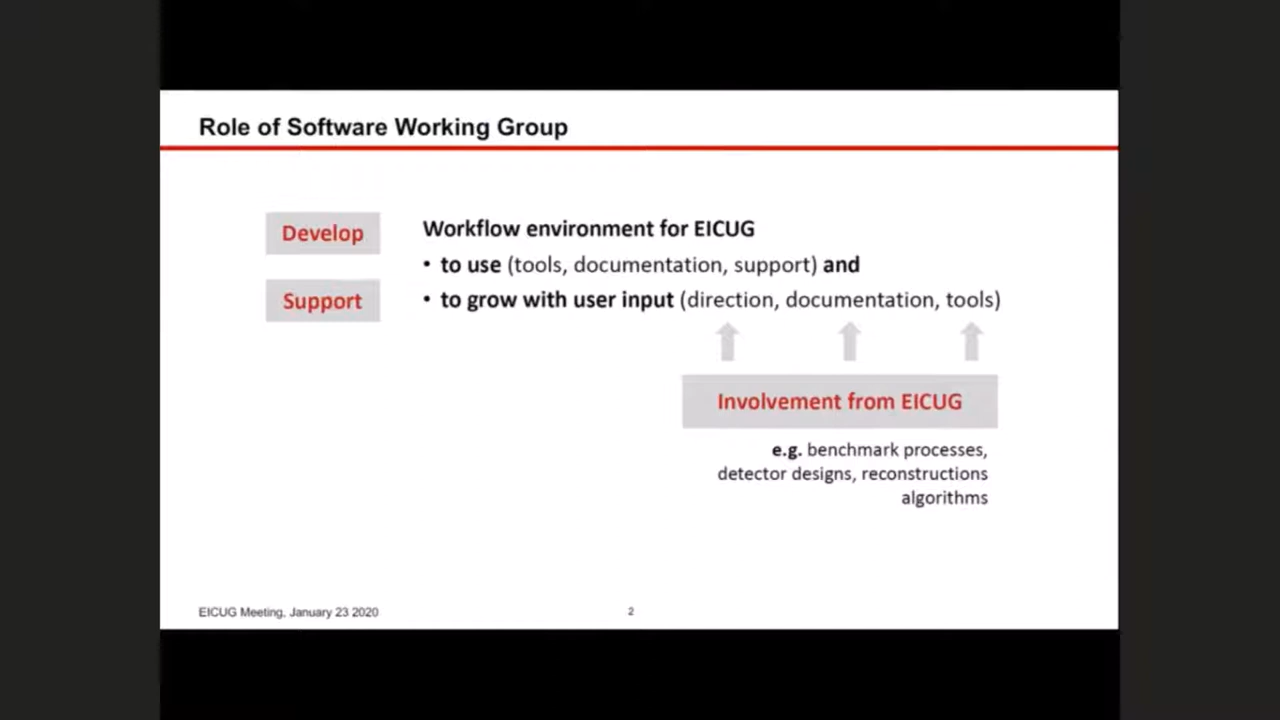 Role of Software Working Group
Develop
Workflow environment for EICUG
• to use (tools, documentation, support) and
Support
• to grow with user input (direction, documentation, tools)
Involvement from EICUG
e.g. benchmark processes,
detector designs, reconstructions
algorithms
EICUG Meeting, January 23 2020
2